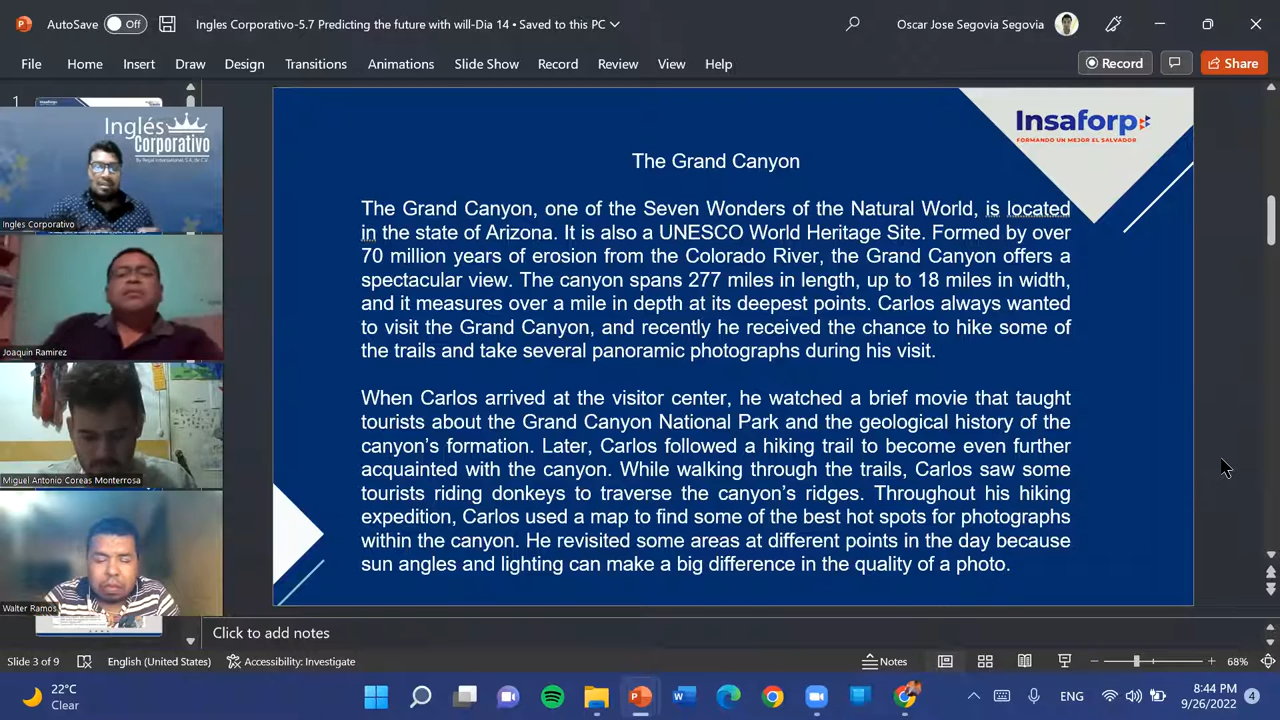 AutoSave Off Ingles Corporativo-5.7 Predicting the future with will-Dia 14 • Saved to this PC Oscar Jose Segovia Segovia
File Home Insert Draw Design Slide Show Transitions Animations Slide Show Record Review View Help Record Share
1
Inglés
Corporativo
By Regal International, S.A. de C.V.
Ingles Corporativo
Joaquin Ramirez
Miguel Antonio Coreas Monterrosa
Walter Ramos
Insaforp
FORMANDO UN MEJOR EL SALVADOR
The Grand Canyon
The Grand Canyon, one of the Seven Wonders of the Natural World, is located
in the state of Arizona. It is also a UNESCO World Heritage Site. Formed by over
70 million years of erosion from the Colorado River, the Grand Canyon offers a
spectacular view. The canyon spans 277 miles in length, up to 18 miles in width,
and it measures over a mile in depth at its deepest points. Carlos always wanted
to visit the Grand Canyon, and recently he received the chance to hike some of
the trails and take several panoramic photographs during his visit.
When Carlos arrived at the visitor center, he watched a brief movie that taught
tourists about the Grand Canyon National Park and the geological history of the
canyon’s formation. Later, Carlos followed a hiking trail to become even further
acquainted with the canyon. While walking through the trails, Carlos saw some
tourists riding donkeys to traverse the canyon’s ridges. Throughout his hiking
expedition, Carlos used a map to find some of the best hot spots for photographs
within the canyon. He revisited some areas at different points in the day because
sun angles and lighting can make a big difference in the quality of a photo.
Click to add notes
Slide 3 of 9 English (United States) Accessibility: Investigate Notes 68%
22°C
Clear
ENG
8:44 PM
9/26/2022
4